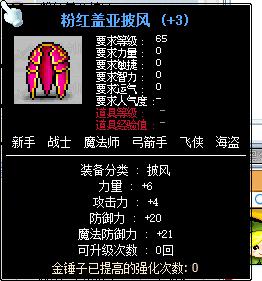 粉红盖亚披风 (+3)
要求等级 : 65
要求力量 : 0
要求敏捷 : 0
要求智力 : 0
要求运气 : 0
要求人气度 : -
道具等级 : -
道具经验值 : -
新手 战士 魔法师 弓箭手 飞侠 海盗
装备分类 : 披风
力量 : +6
攻击力 : +4
防御力 : +20
魔法防御力 : +21
可升级次数 : 0回
金锤子已提高的强化次数: 0